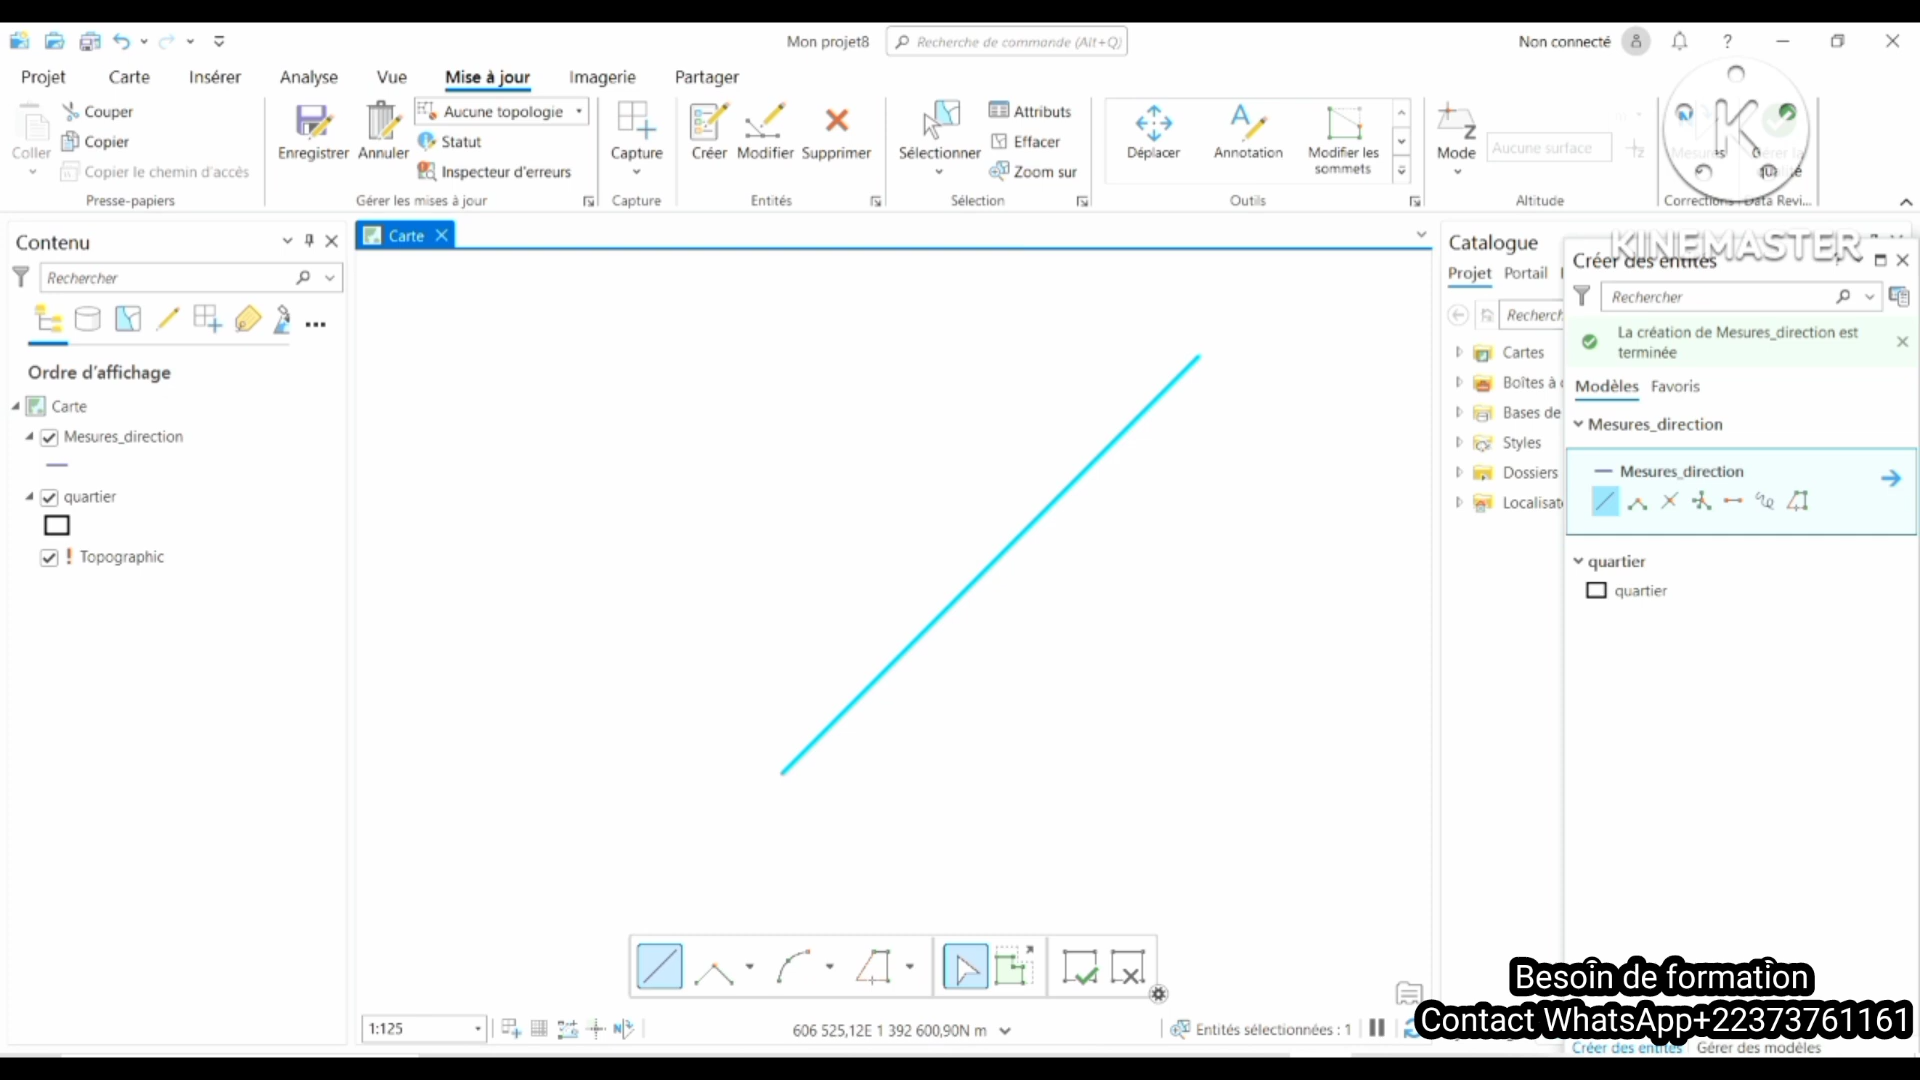 Mon projet8
Recherche de commande (Alt+Q)
Non connecté
?
Projet
Carte
Insérer
Analyse
Vue
Mise à jour
Imagerie
Partager
Coller
Couper
Copier
Copier le chemin d'accès
Presse-papiers
Enregistrer
Annuler
Aucune topologie
Statut
Inspecteur d'erreurs
Gérer les mises à jour
Capture
Capture
Créer
Modifier
Supprimer
Entités
Sélectionner
Attributs
Effacer
Zoom sur
Sélection
Déplacer
Annotation
Modifier les
sommets
Outils
Mode
Aucune surface
Altitude
Mesures
Corrections
Data Revi...
K
KINEMASTER
Contenu
Rechercher
Ordre d'affichage
Carte
Mesures_direction
quartier
Topographic
Carte
Catalogue
Projet
Portail
Recherch
Cartes
Boîtes à
Bases de
Styles
Dossiers
Localisat
Créer des entités
Rechercher
La création de Mesures_direction est
terminée
Modèles
Favoris
Mesures_direction
Mesures_direction
quartier
quartier
1:125
606 525,12E 1 392 600,90N m
Entités sélectionnées : 1
Besoin de formation
Contact WhatsApp+22373761161
Créer des entités
Gérer des modèles